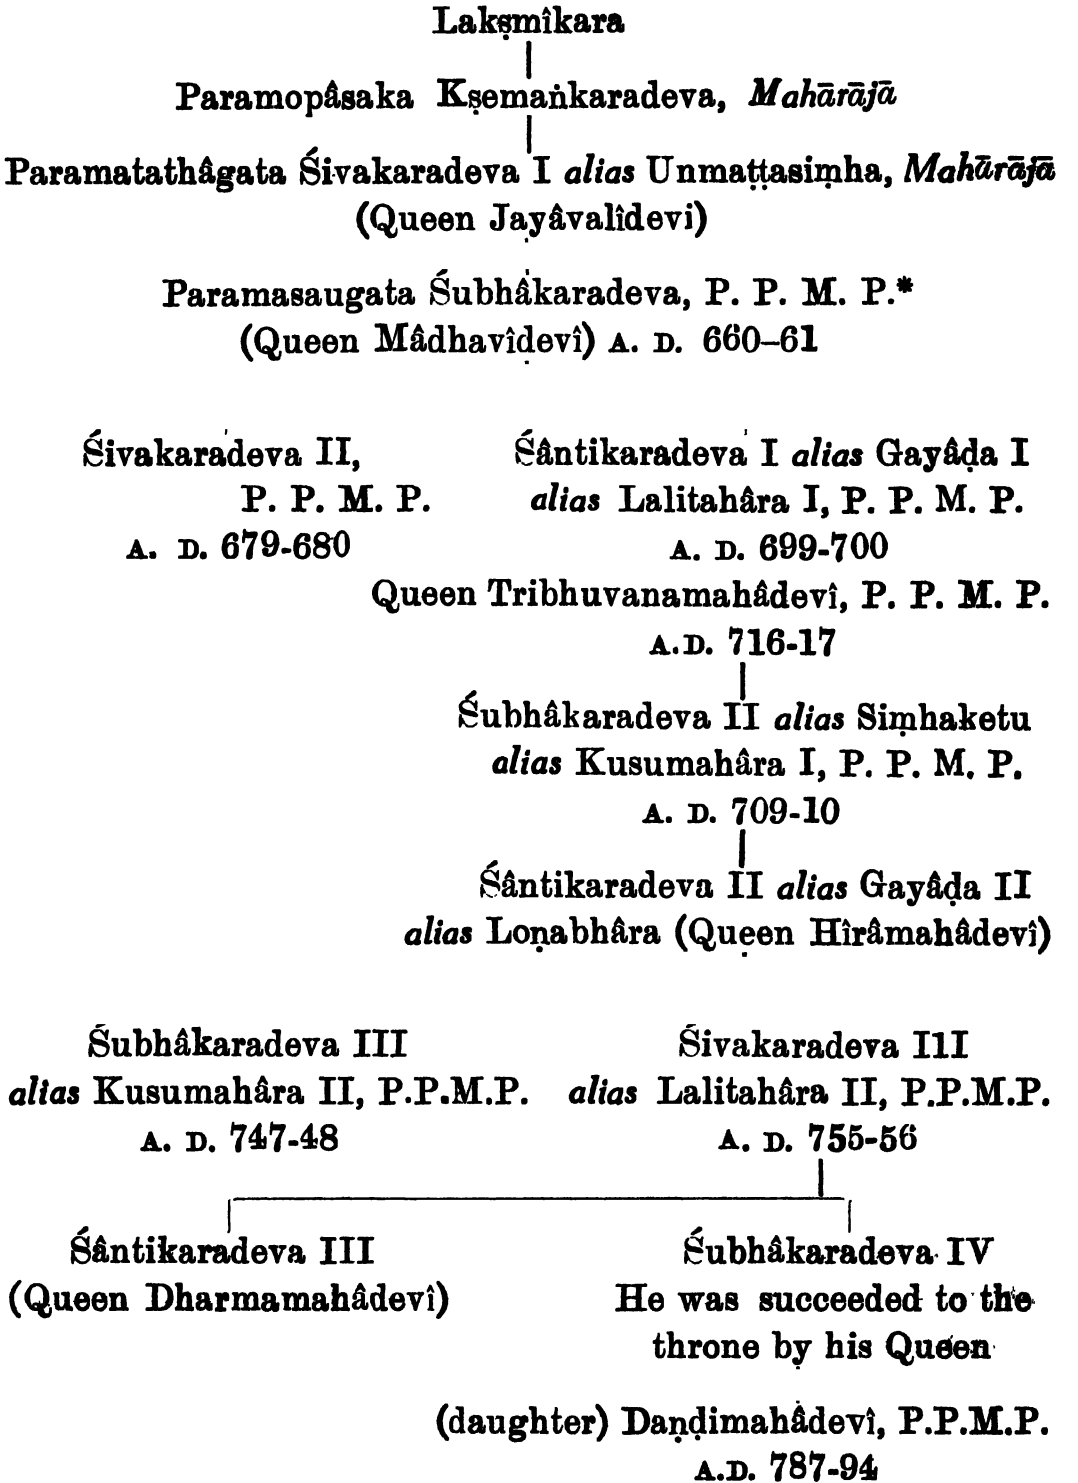 Lakṣmîkara
Paramopâsaka Kṣemaṅkaradeva, Mahārājā
Paramatathâgata Śivakaradeva I alias Unmaṭṭasiṃha, Mahārājā
(Queen Jayâvalîdevi)
Paramasaugata Śubhâkaradeva, P. P. M. P.*
(Queen Mâdhavîdevî) A. D. 660–61
Śivakaradeva II,
P. P. M. P.
A. D. 679-680
Śântikaradeva I alias Gayâḍa I
alias Lalitahâra I, P. P. M. P.
A. D. 699-700
Queen Tribhuvanamahâdevî, P. P. M. P.
A.D. 716-17
Śubhâkaradeva II alias Siṃhaketu
alias Kusumahâra I, P. P. M. P.
A. D. 709-10
Śântikaradeva II alias Gayâḍa II
alias Loṇabhâra (Queen Hîrâmahâdevî)
Śubhâkaradeva III
alias Kusumahâra II, P.P.M.P.
A. D. 747-48
Śivakaradeva III
alias Lalitahâra II, P.P.M.P.
A. D. 755-56
Śântikaradeva III
(Queen Dharmamahâdevî)
Śubhâkaradeva IV
He was succeeded to the
throne by his Queen
(daughter) Daṇḍimahâdevî, P.P.M.P.
A.D. 787-94